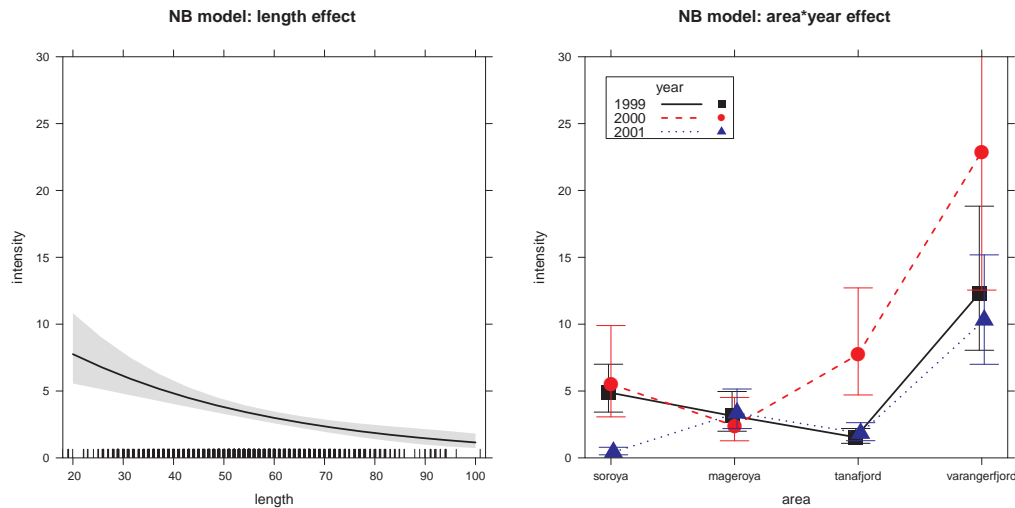 NB model: length effect
intensity
30
25
20
15
10
5
0
20 30 40 50 60 70 80 90 100
length
NB model: area*year effect
year
1999
2000
2001
intensity
30
25
20
15
10
5
0
soroya mageroya tanafjord varangerfjord
area